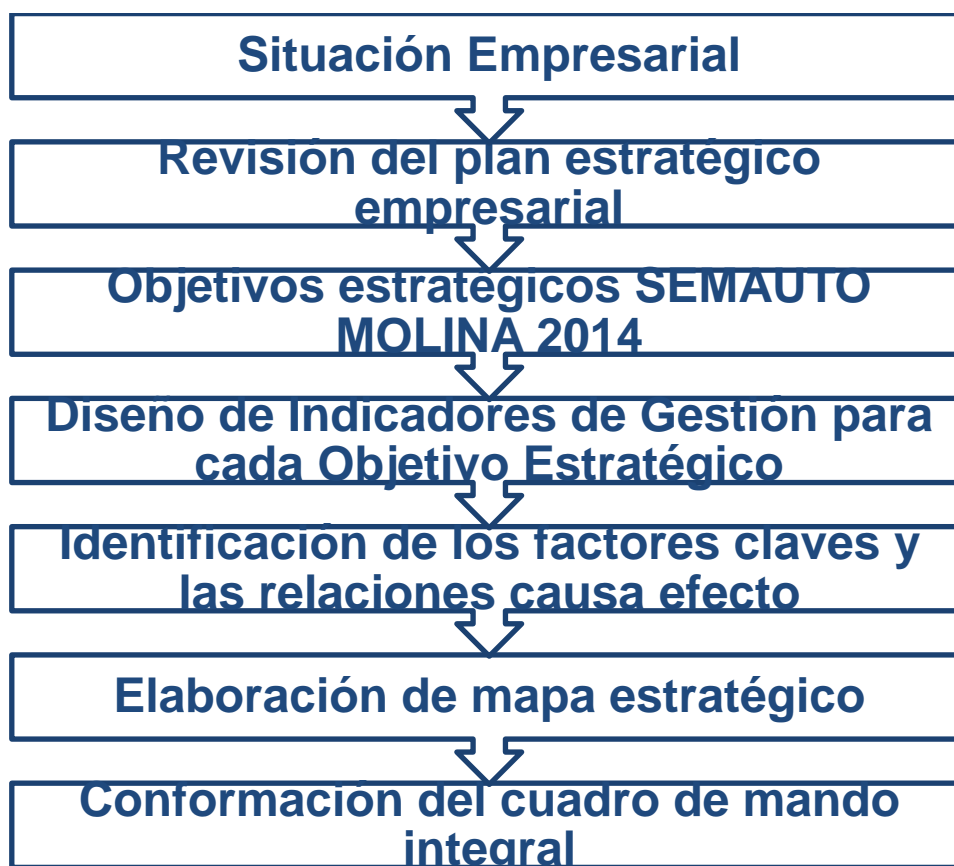 Situación Empresarial
Revisión del plan estratégico
empresarial
Objetivos estratégicos SEMAUTO
MOLINA 2014
Diseño de Indicadores de Gestión para
cada Objetivo Estratégico
Identificación de los factores claves y
las relaciones causa efecto
Elaboración de mapa estratégico
Conformación del cuadro de mando
integral